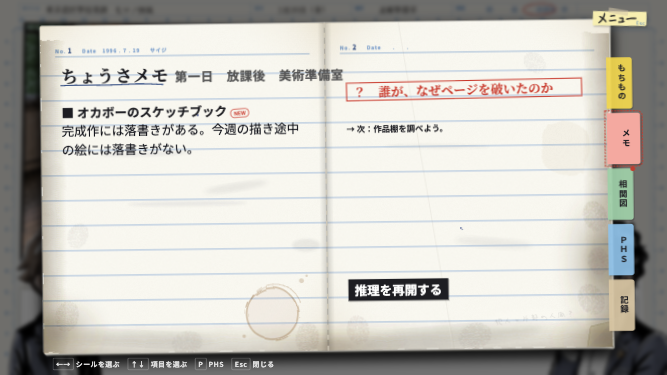 メニュー Esc
No. 1 Date 1996.7.19 サイジ
ちょうさメモ 第一日 放課後 美術準備室
■ オカボーのスケッチブック NEW
完成作には落書きがある。今週の描き途中
の絵には落書きがない。
No. 2 Date . .
? 誰が、なぜページを破いたのか
→ 次：作品棚を調べよう。
推理を再開する
もちもの
メモ
相関図
PHS
記録
←→ シールを選ぶ ↑↓ 項目を選ぶ P PHS Esc 閉じる